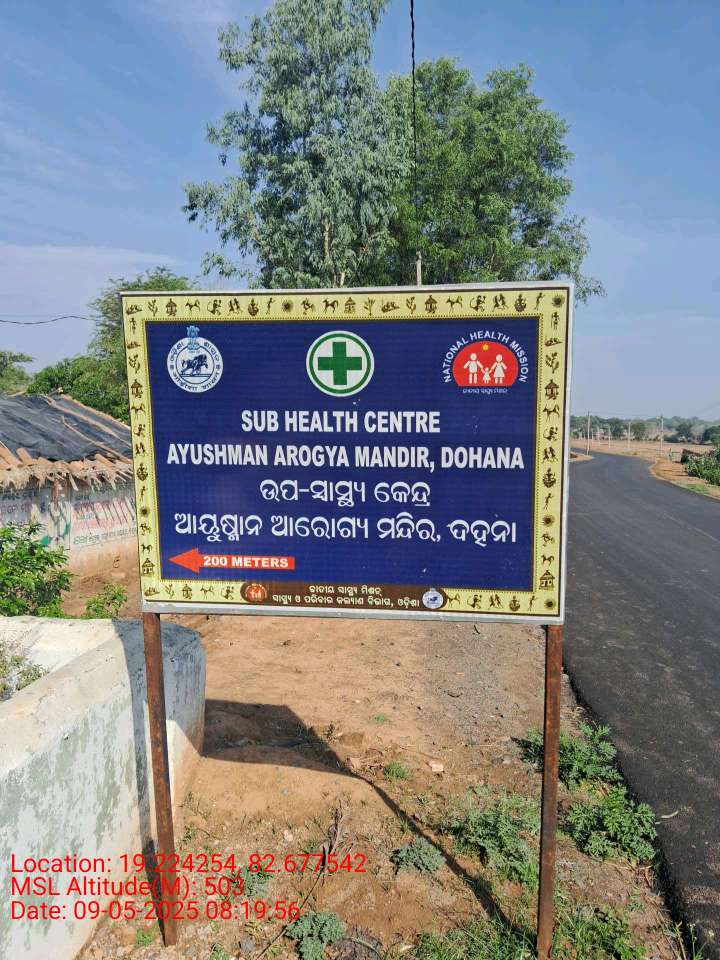 NATIONAL HEALTH MISSION
ଜାତୀୟ ସ୍ୱାସ୍ଥ୍ୟ ମିଶନ
SUB HEALTH CENTRE
AYUSHMAN AROGYA MANDIR, DOHANA
ଉପ-ସ୍ୱାସ୍ଥ୍ୟ କେନ୍ଦ୍ର
ଆୟୁଷ୍ମାନ ଆରୋଗ୍ୟ ମନ୍ଦିର, ଦହନା
200 METERS
ଜାତୀୟ ସ୍ୱାସ୍ଥ୍ୟ ମିଶନ୍
ସ୍ୱାସ୍ଥ୍ୟ ଓ ପରିବାର କଲ୍ୟାଣ ବିଭାଗ, ଓଡ଼ିଶା
Location: 19.224254, 82.677542
MSL Altitude(M): 503
Date: 09-05-2025 08:19:56